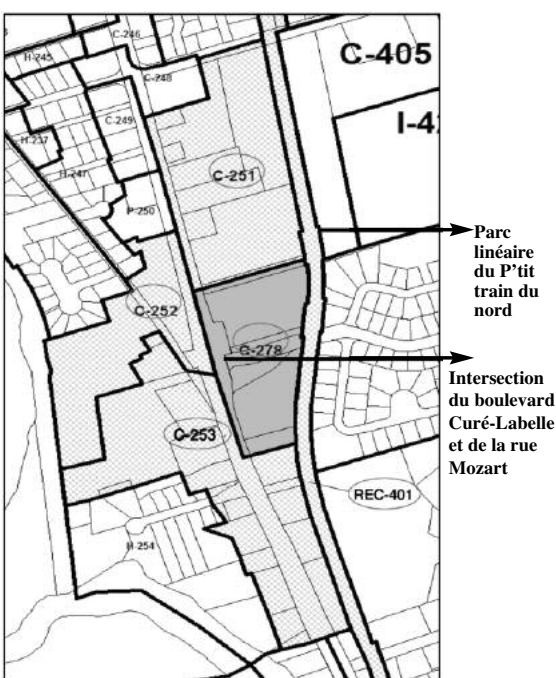 C-246
C-405
H-245
C-248
I-4
C-249
H-237
C-251
H-247
P-250
Parc
linéaire
du P'tit
train du
nord
C-252
C-278
Intersection
du boulevard
Curé-Labelle
et de la rue
Mozart
C-253
REC-401
H-254